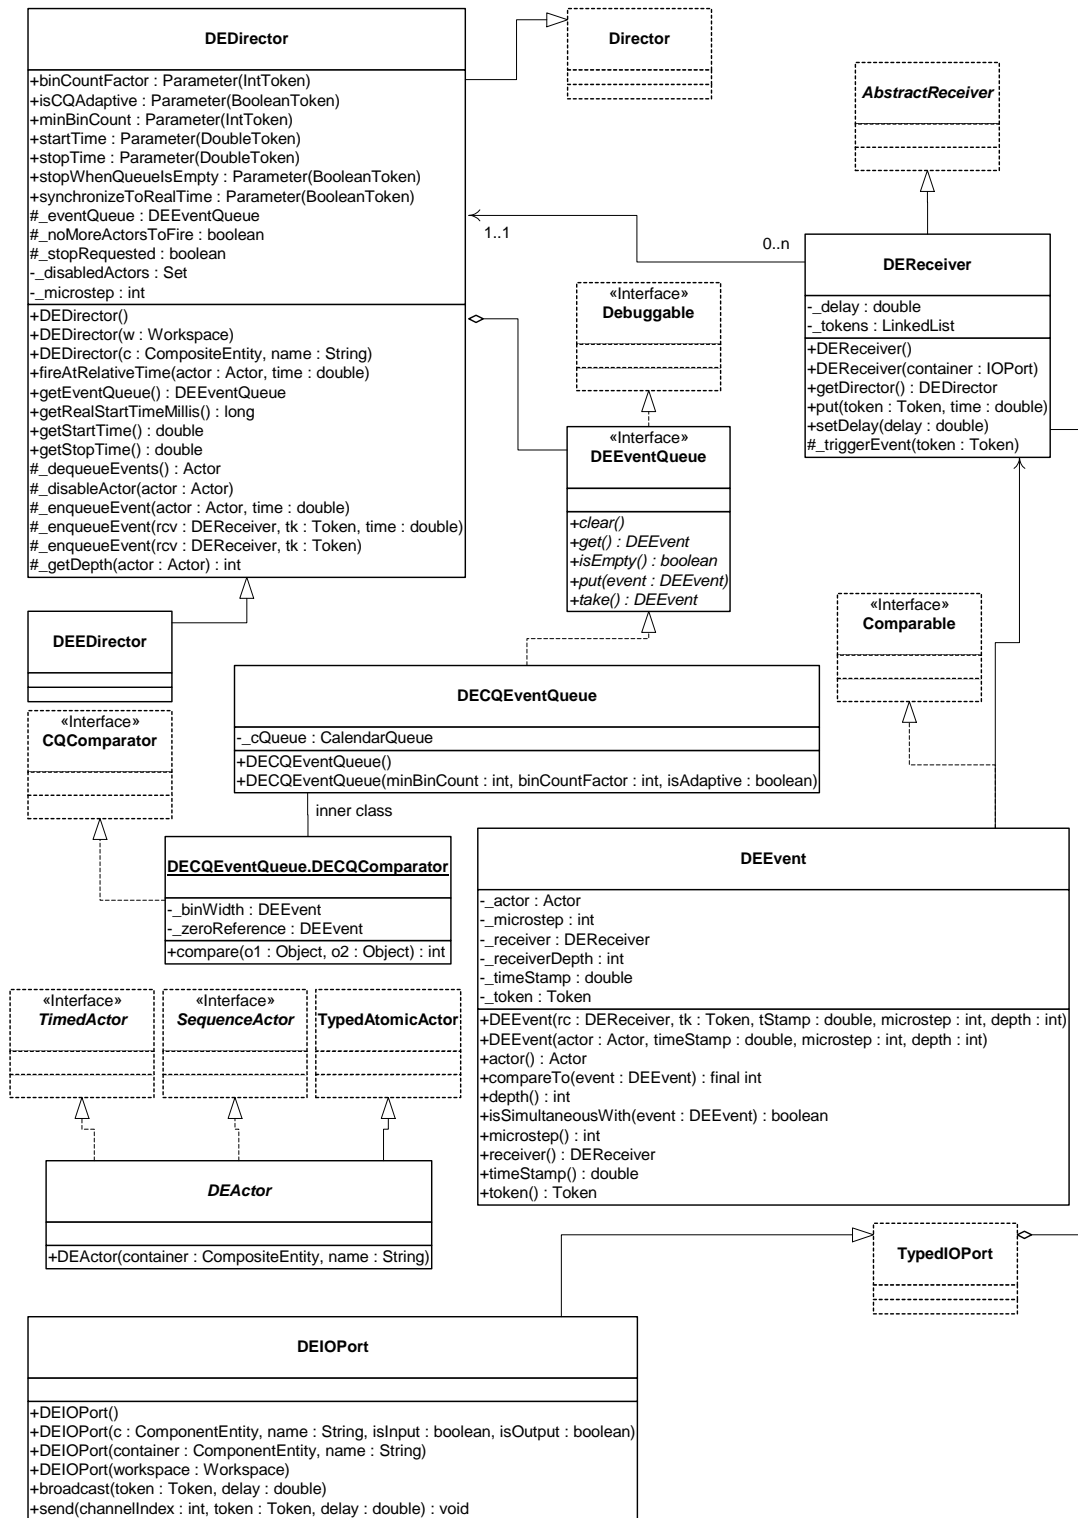 DEDirector
+binCountFactor : Parameter(IntToken)
+isCQAdaptive : Parameter(BooleanToken)
+minBinCount : Parameter(IntToken)
+startTime : Parameter(DoubleToken)
+stopTime : Parameter(DoubleToken)
+stopWhenQueueIsEmpty : Parameter(BooleanToken)
+synchronizeToRealTime : Parameter(BooleanToken)
#_eventQueue : DEEventQueue
#_noMoreActorsToFire : boolean
#_stopRequested : boolean
-_disabledActors : Set
-_microstep : int
+DEDirector()
+DEDirector(w : Workspace)
+DEDirector(c : CompositeEntity, name : String)
+fireAtRelativeTime(actor : Actor, time : double)
+getEventQueue() : DEEventQueue
+getRealStartTimeMillis() : long
+getStartTime() : double
+getStopTime() : double
#_dequeueEvents() : Actor
#_disableActor(actor : Actor)
#_enqueueEvent(actor : Actor, time : double)
#_enqueueEvent(rcv : DEReceiver, tk : Token, time : double)
#_enqueueEvent(rcv : DEReceiver, tk : Token)
#_getDepth(actor : Actor) : int
Director
AbstractReceiver
1..1
0..n
DEReceiver
-_delay : double
-_tokens : LinkedList
+DEReceiver()
+DEReceiver(container : IOPort)
+getDirector() : DEDirector
+put(token : Token, time : double)
+setDelay(delay : double)
#_triggerEvent(token : Token)
«Interface»
Debuggable
«Interface»
DEEventQueue
+clear()
+get() : DEEvent
+isEmpty() : boolean
+put(event : DEEvent)
+take() : DEEvent
DEEDirector
«Interface»
Comparable
DECQEventQueue
-_cQueue : CalendarQueue
+DECQEventQueue()
+DECQEventQueue(minBinCount : int, binCountFactor : int, isAdaptive : boolean)
«Interface»
CQComparator
inner class
DECQEventQueue.DECQComparator
-_binWidth : DEEvent
-_zeroReference : DEEvent
+compare(o1 : Object, o2 : Object) : int
DEEvent
-_actor : Actor
-_microstep : int
-_receiver : DEReceiver
-_receiverDepth : int
-_timeStamp : double
-_token : Token
+DEEvent(rc : DEReceiver, tk : Token, tStamp : double, microstep : int, depth : int)
+DEEvent(actor : Actor, timeStamp : double, microstep : int, depth : int)
+actor() : Actor
+compareTo(event : DEEvent) : final int
+depth() : int
+isSimultaneousWith(event : DEEvent) : boolean
+microstep() : int
+receiver() : DEReceiver
+timeStamp() : double
+token() : Token
«Interface»
TimedActor
«Interface»
SequenceActor
TypedAtomicActor
DEActor
+DEActor(container : CompositeEntity, name : String)
TypedIOPort
DEIOPort
+DEIOPort()
+DEIOPort(c : ComponentEntity, name : String, isInput : boolean, isOutput : boolean)
+DEIOPort(container : ComponentEntity, name : String)
+DEIOPort(workspace : Workspace)
+broadcast(token : Token, delay : double)
+send(channelIndex : int, token : Token, delay : double) : void